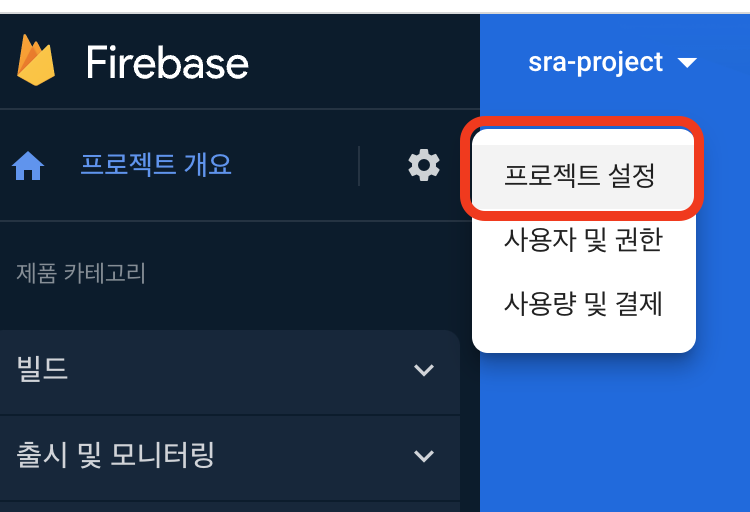 Firebase
sra-project
프로젝트 개요
프로젝트 설정
사용자 및 권한
사용량 및 결제
제품 카테고리
빌드
출시 및 모니터링